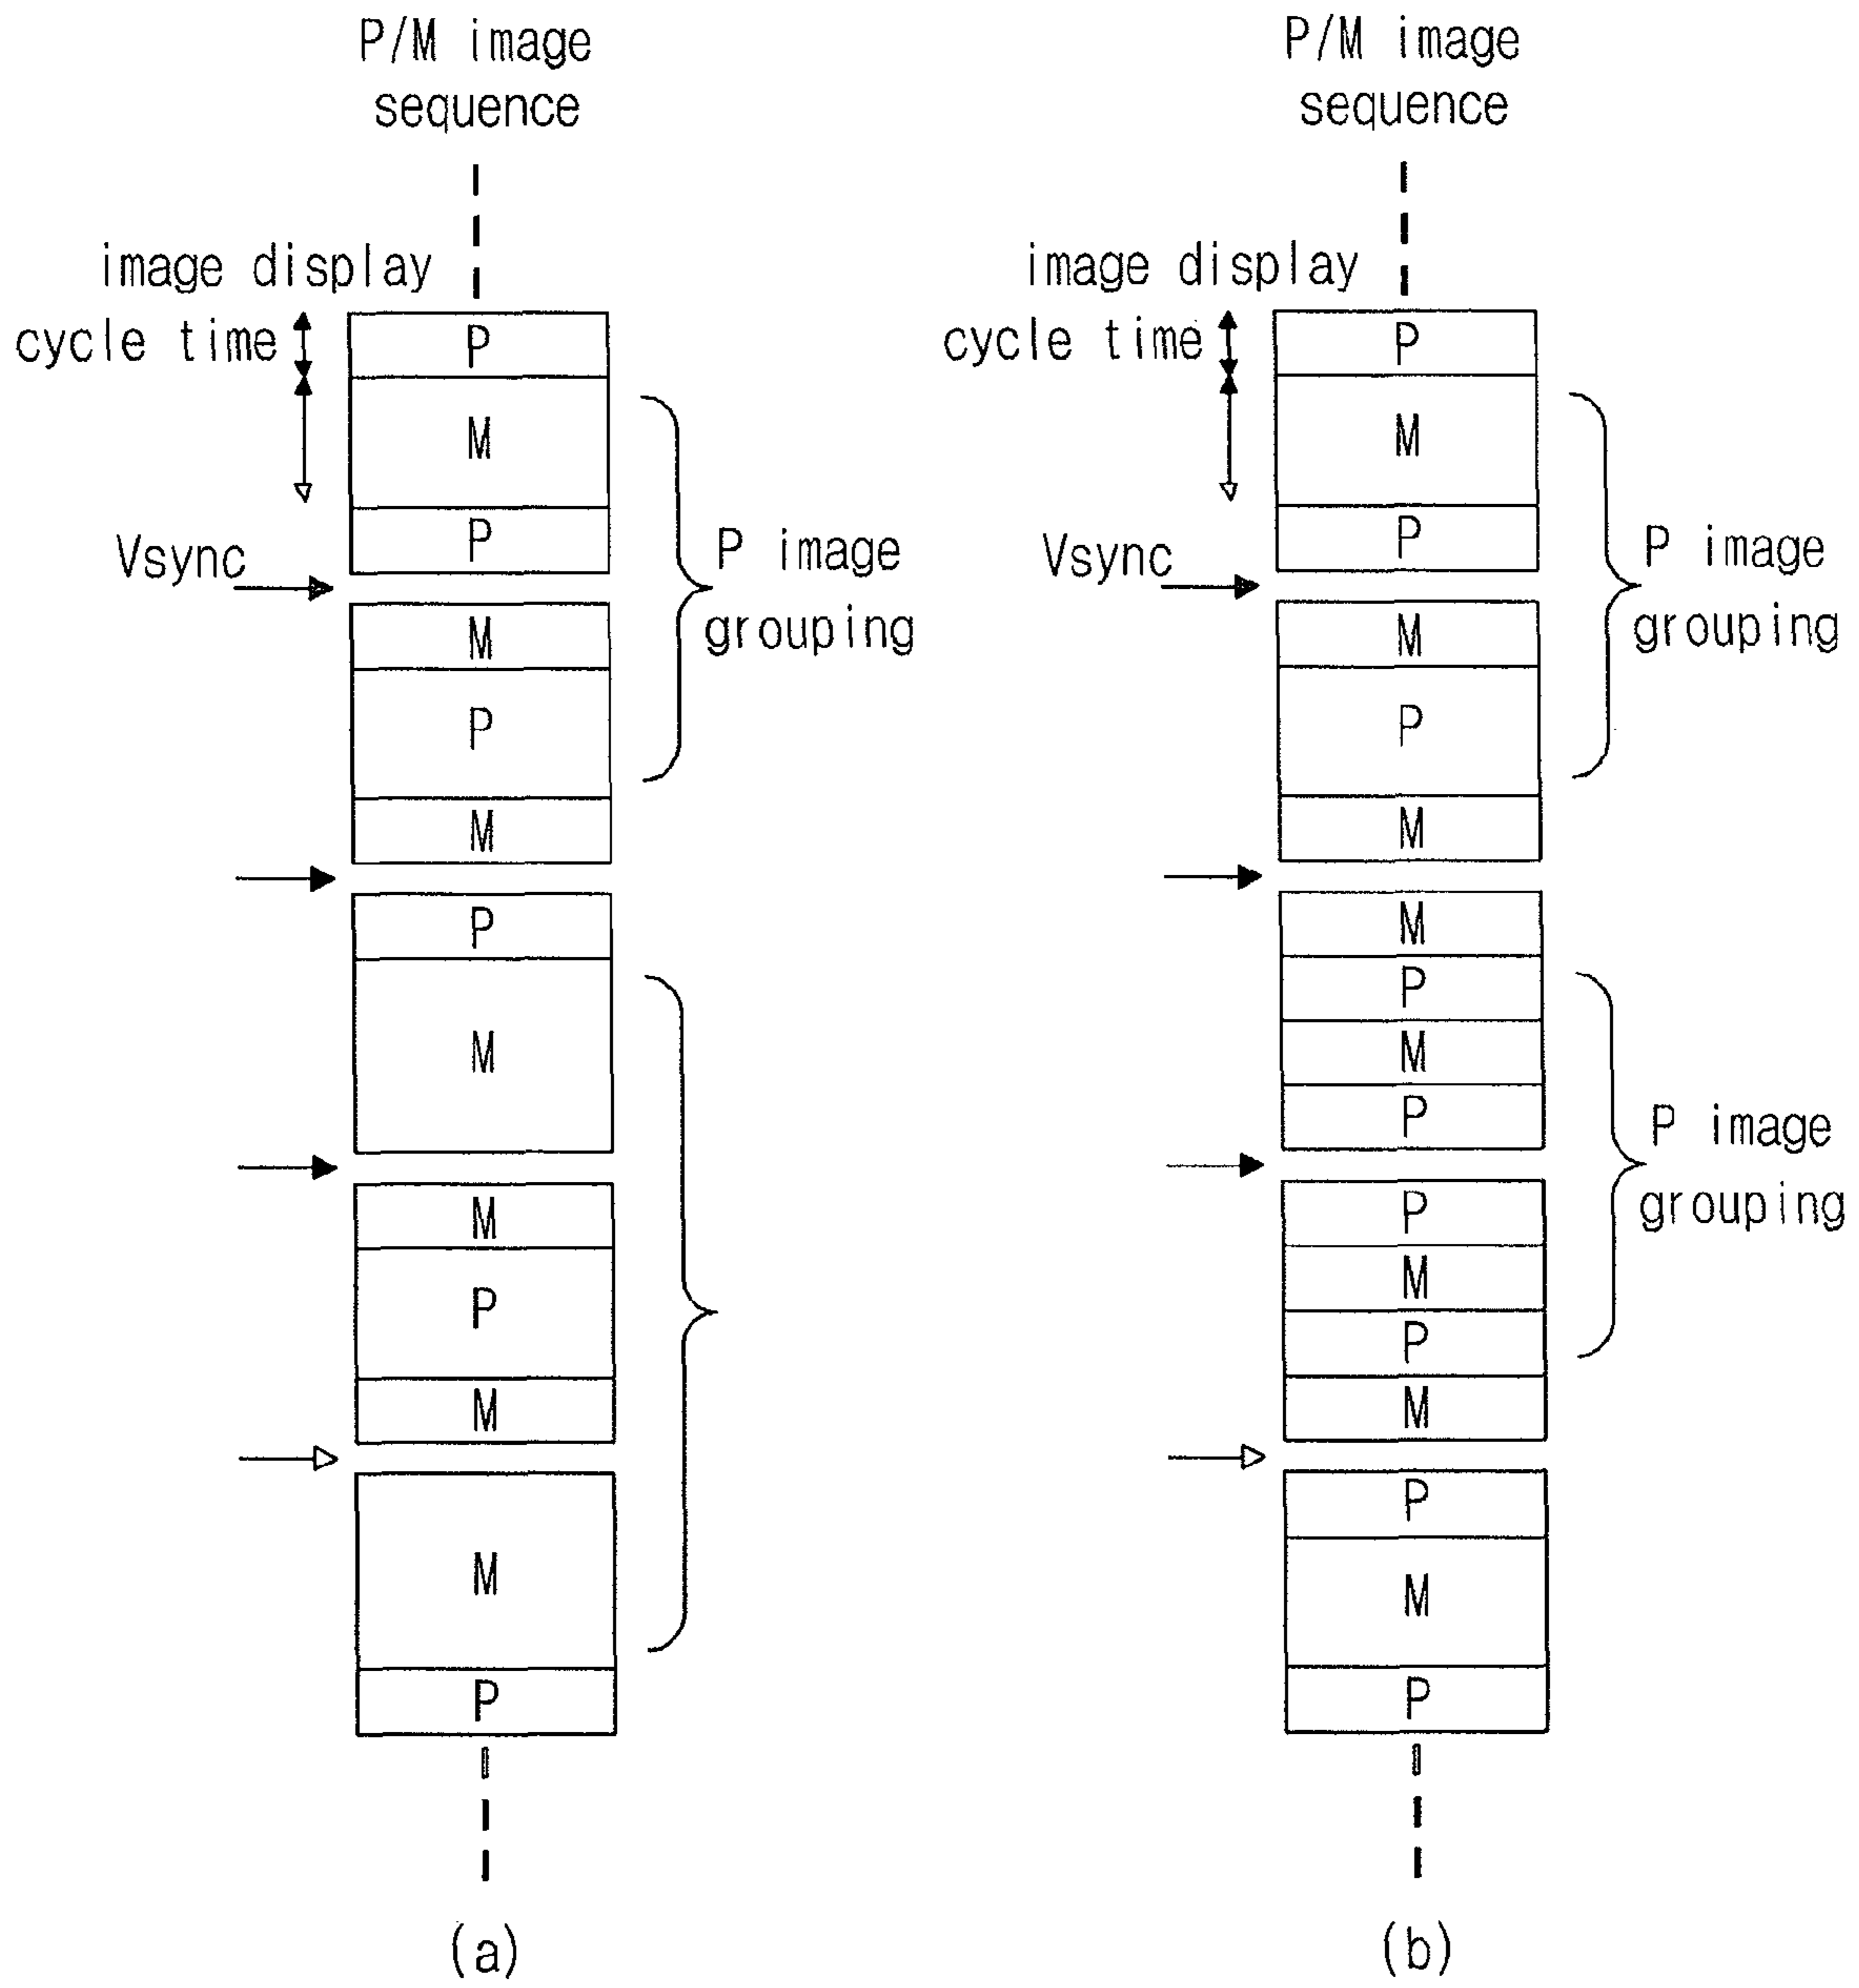 P/M image
sequence
image display
cycle time
P
M
P
Vsync
M
P
M
P image
grouping
P
M
M
P
M
M
P
(a)
P/M image
sequence
image display
cycle time
P
M
P
Vsync
M
P
M
P image
grouping
M
P
M
P
P
M
P
M
P image
grouping
P
M
P
(b)